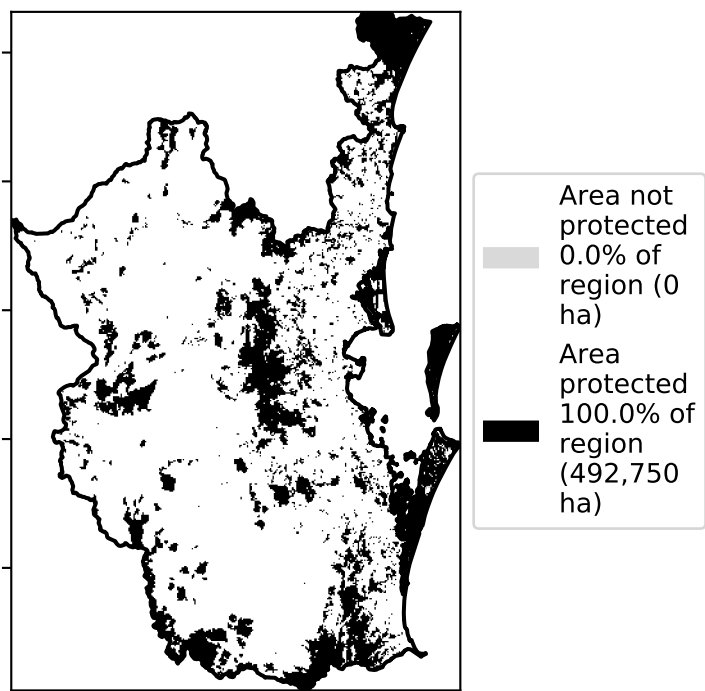 Area not
protected
0.0% of
region (0
ha)
Area
protected
100.0% of
region
(492,750
ha)